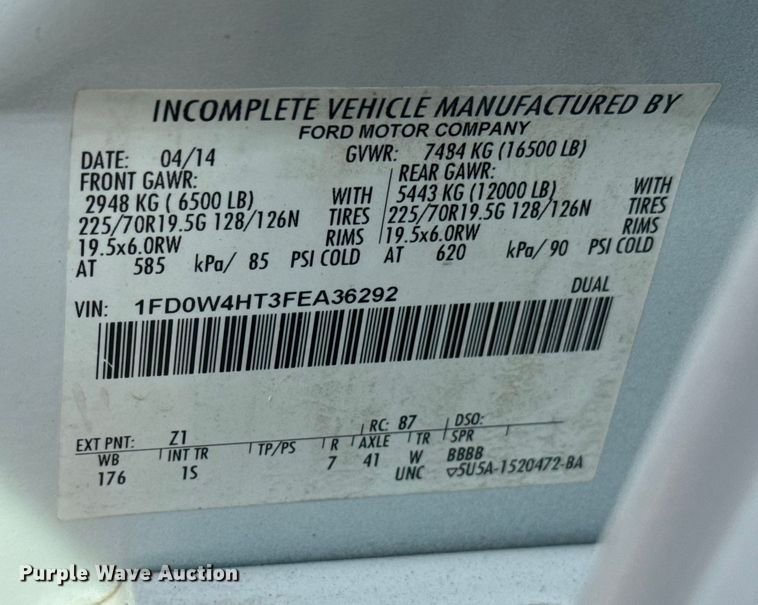 INCOMPLETE VEHICLE MANUFACTURED BY
FORD MOTOR COMPANY
DATE: 04/14 GVWR: 7484 KG (16500 LB)
FRONT GAWR: REAR GAWR:
2948 KG ( 6500 LB) WITH 5443 KG (12000 LB) WITH
225/70R19.5G 128/126N TIRES 225/70R19.5G 128/126N TIRES
19.5x6.0RW RIMS 19.5x6.0RW RIMS
AT 585 kPa/ 85 PSI COLD AT 620 kPa/ 90 PSI COLD
VIN: 1FD0W4HT3FEA36292 DUAL
EXT PNT: Z1 RC: 87 DSO:
WB INT TR TP/PS R AXLE TR SPR
176 1S 7 41 W BBBB
UNC 5U5A-1520472-BA
Purple Wave Auction